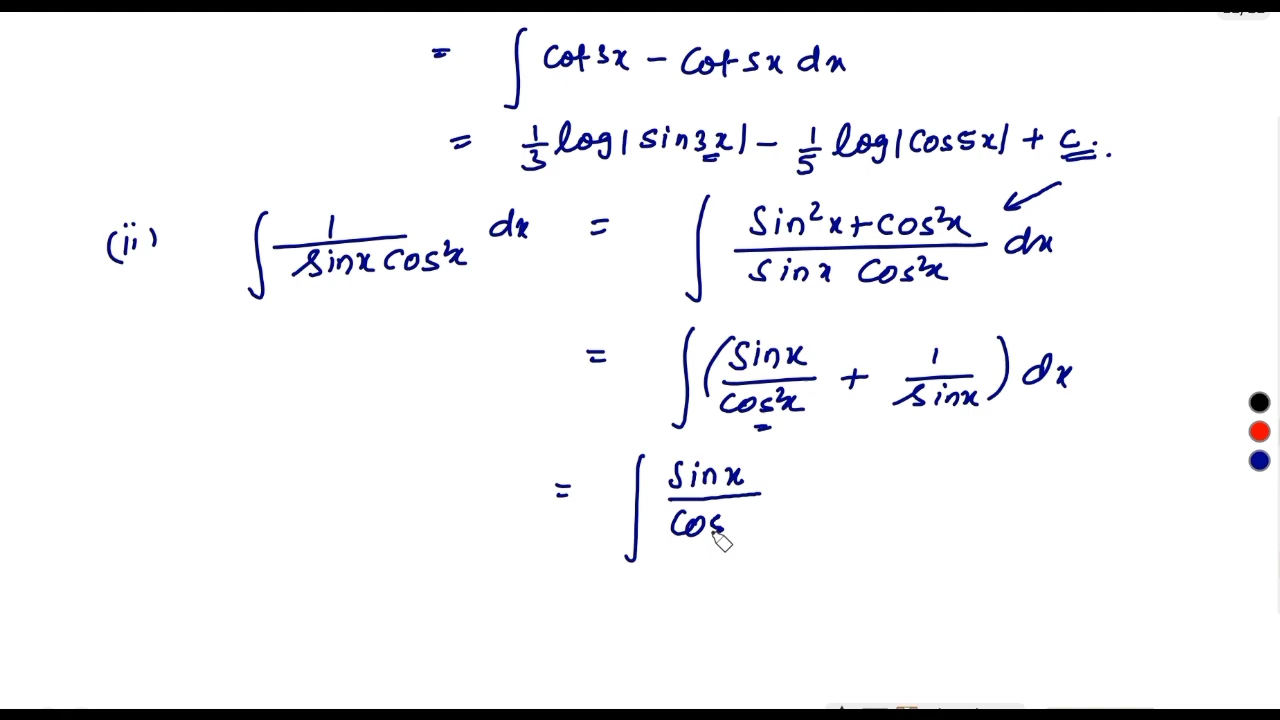 = ∫ cot3x − cot5x dx
= 1/3 log|sin3x| − 1/5 log|cos5x| + c.
(ii) ∫ 1/(sinx cos²x) dx = ∫ (sin²x+cos²x)/(sinx cos²x) dx
= ∫ (sinx/cos²x + 1/sinx) dx
= ∫ sinx/cos